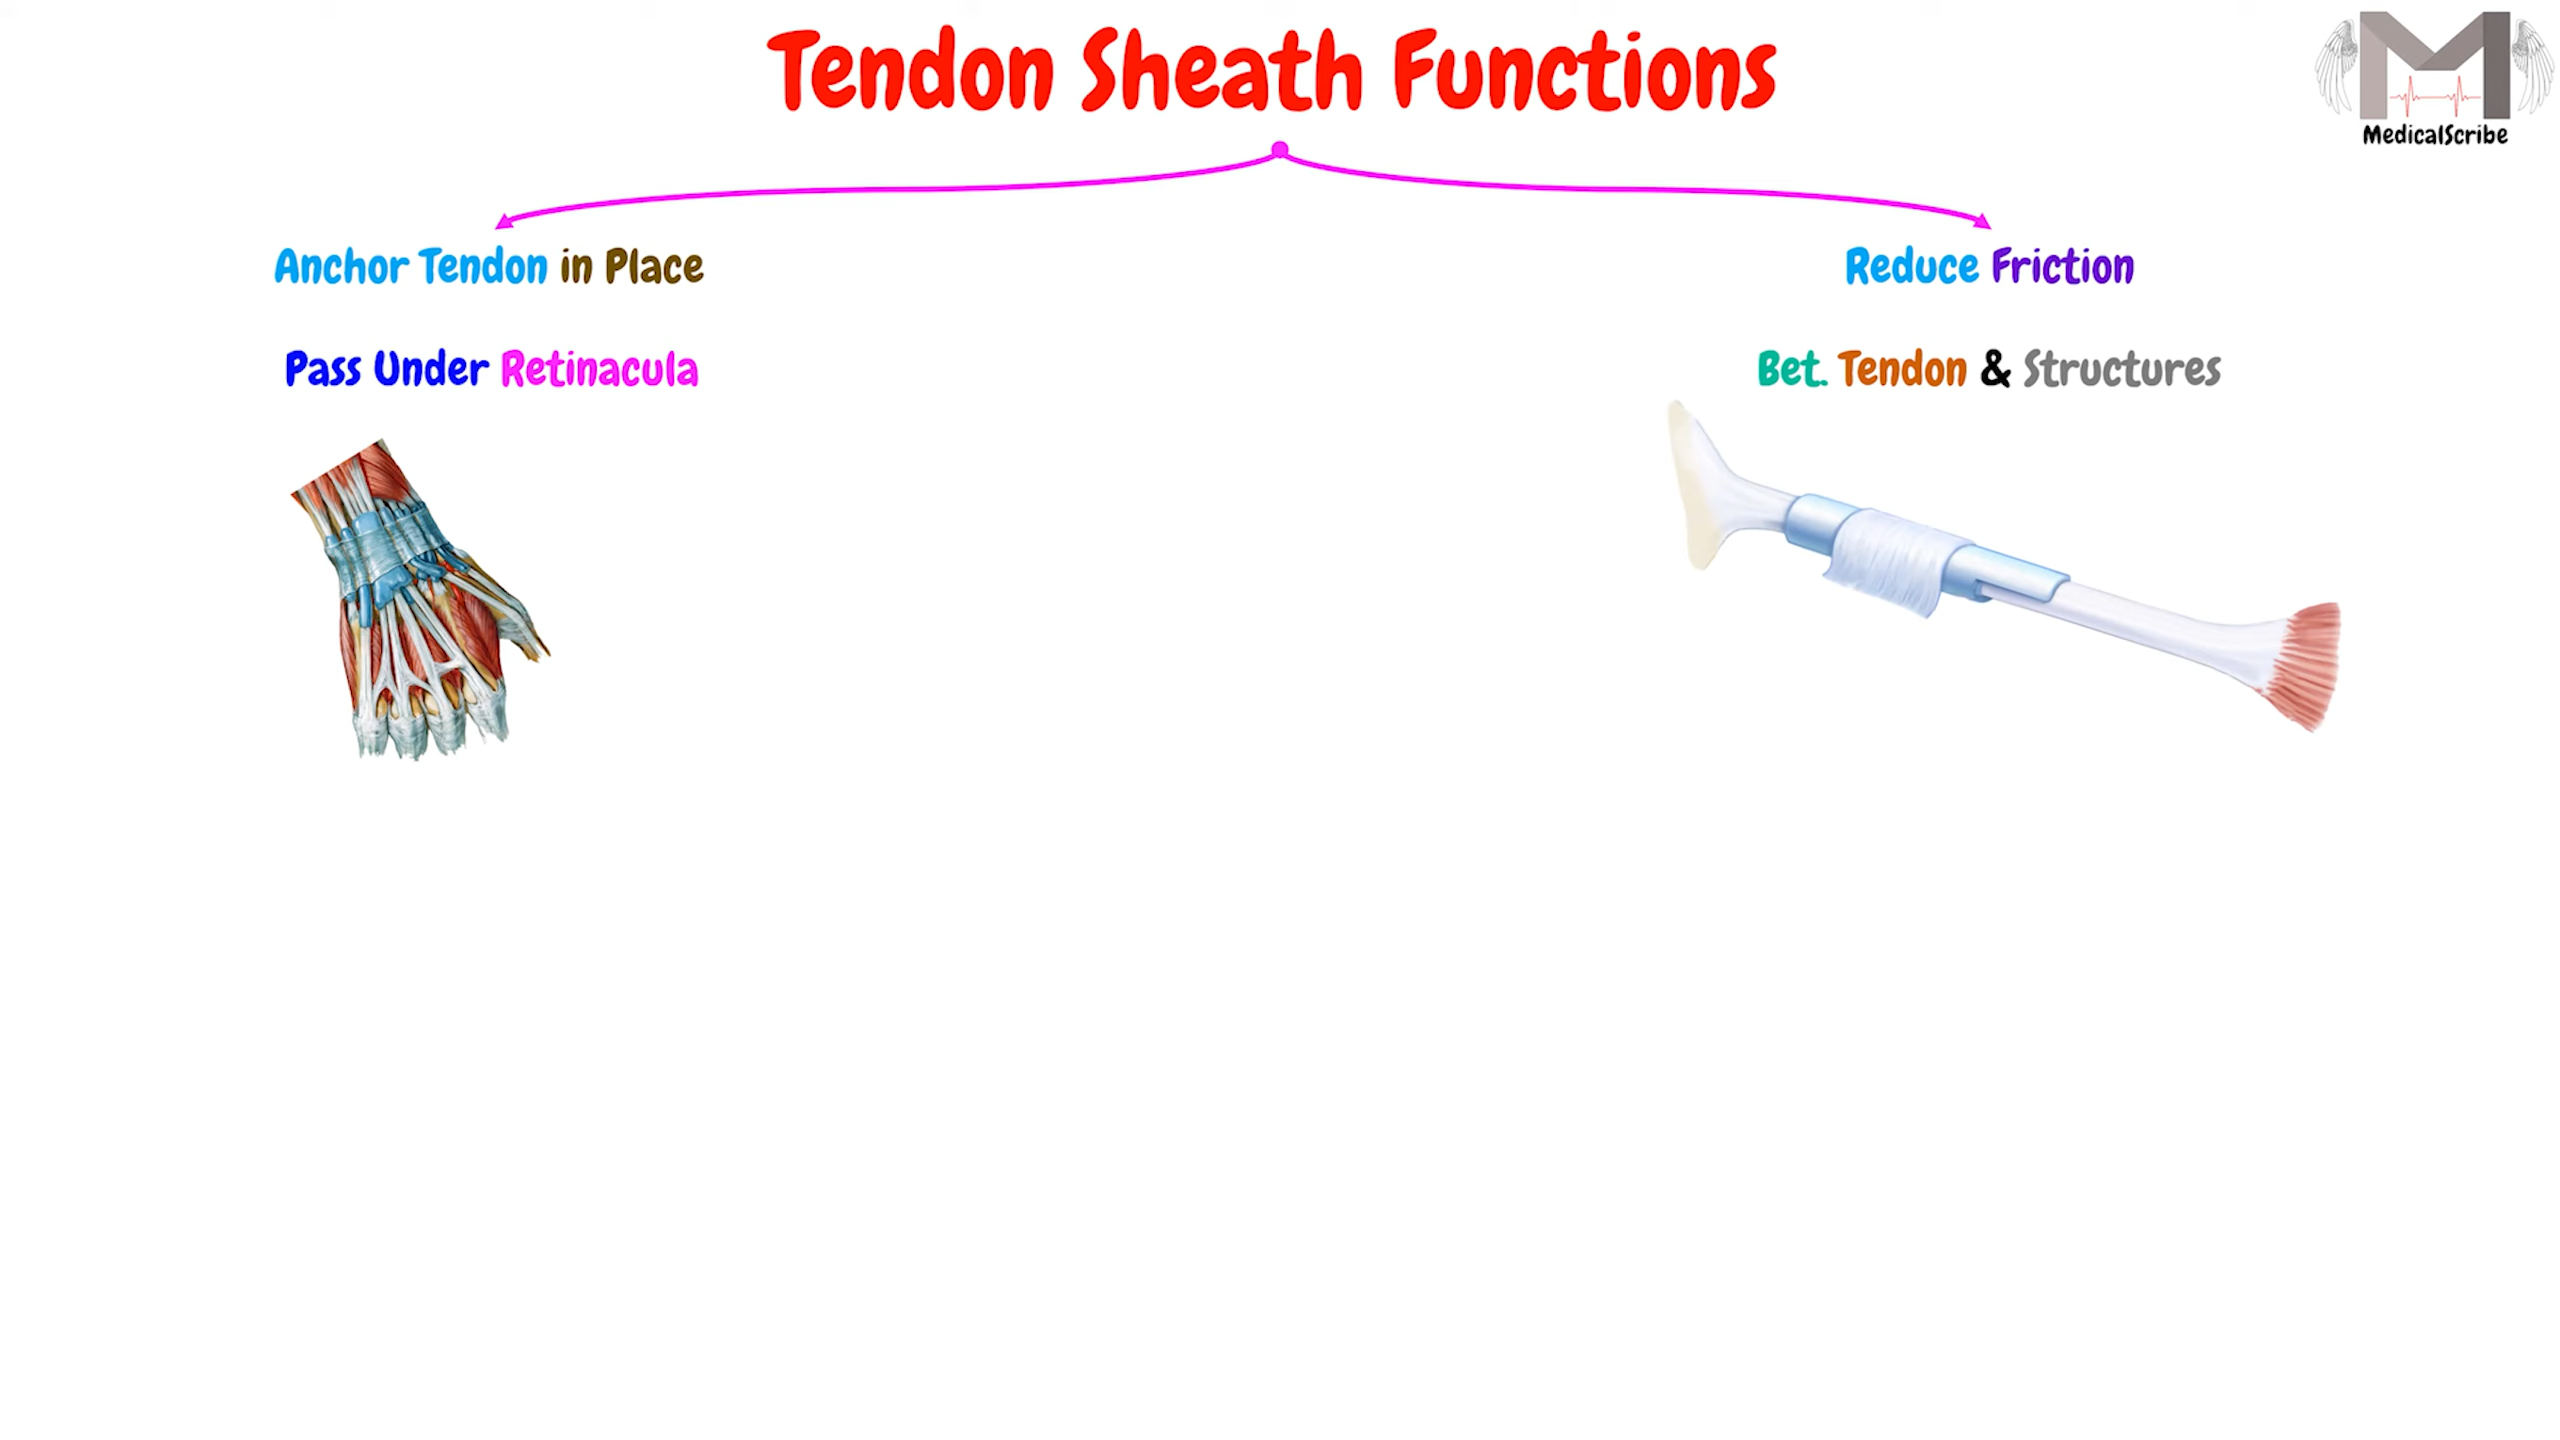 Tendon Sheath Functions
MedicalScribe
Anchor Tendon in Place
Reduce Friction
Pass Under Retinacula
Bet. Tendon & Structures